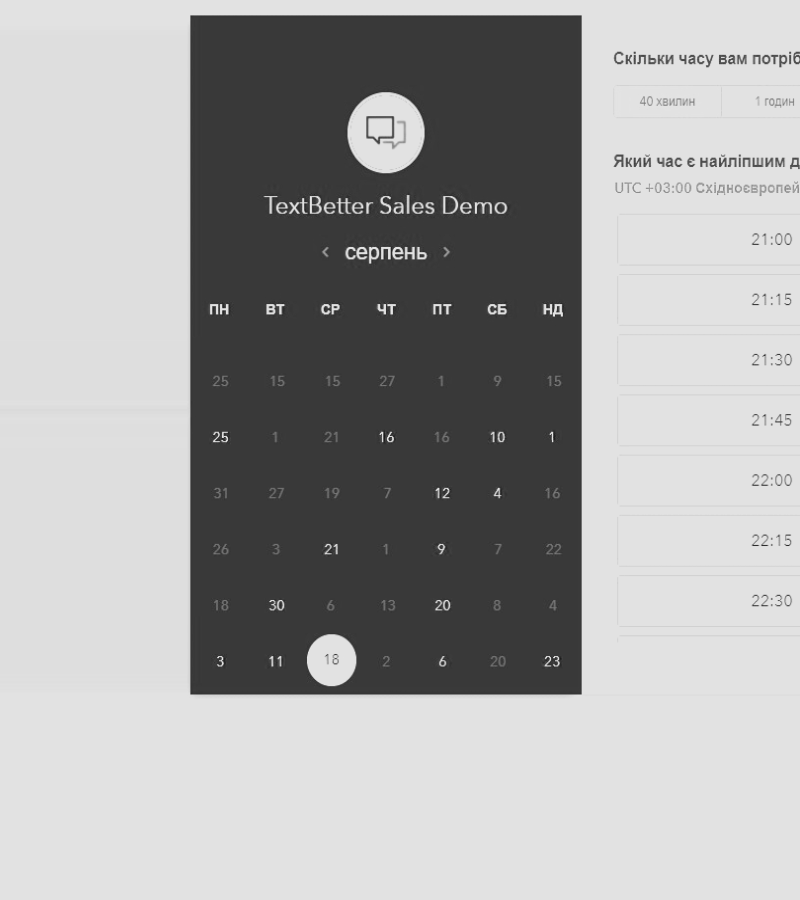 TextBetter Sales Demo
серпень
ПН ВТ СР ЧТ ПТ СБ НД
25 15 15 27 1 9 15
25 1 21 16 16 10 1
31 27 19 7 12 4 16
26 3 21 1 9 7 22
18 30 6 13 20 8 4
3 11 18 2 6 20 23
Скільки часу вам потріб
40 хвилин 1 годин
Який час є найліпшим д
UTC +03:00 Східноєвропей
21:00
21:15
21:30
21:45
22:00
22:15
22:30